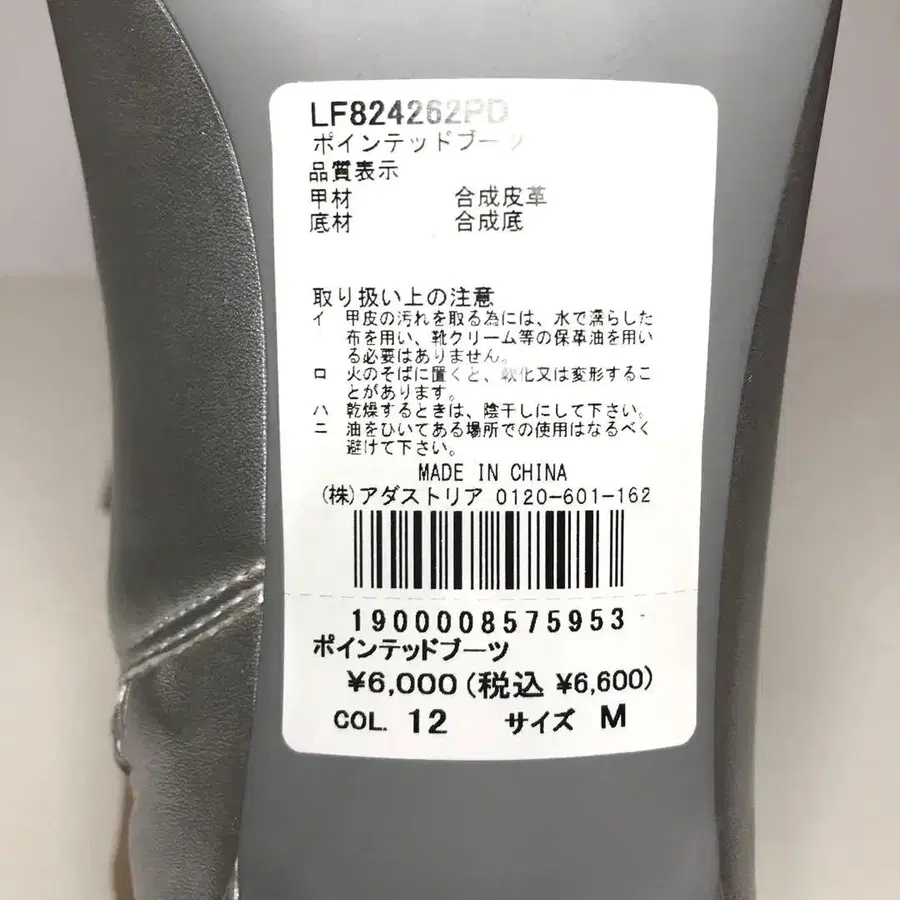 LF824262PD
ポインテッドブーツ
品質表示
甲材 合成皮革
底材 合成底
取り扱い上の注意
イ 甲皮の汚れを取る為には、水で濡らした
布を用い、靴クリーム等の保革油を用い
る必要はありません。
ロ 火のそばに置くと、軟化又は変形するこ
とがあります。
ハ 乾燥するときは、陰干しにして下さい。
ニ 油をひいてある場所での使用はなるべく
避けて下さい。
MADE IN CHINA
(株)アダストリア 0120-601-162
1900008575953
ポインテッドブーツ
¥6,000(税込 ¥6,600)
COL. 12 サイズ M